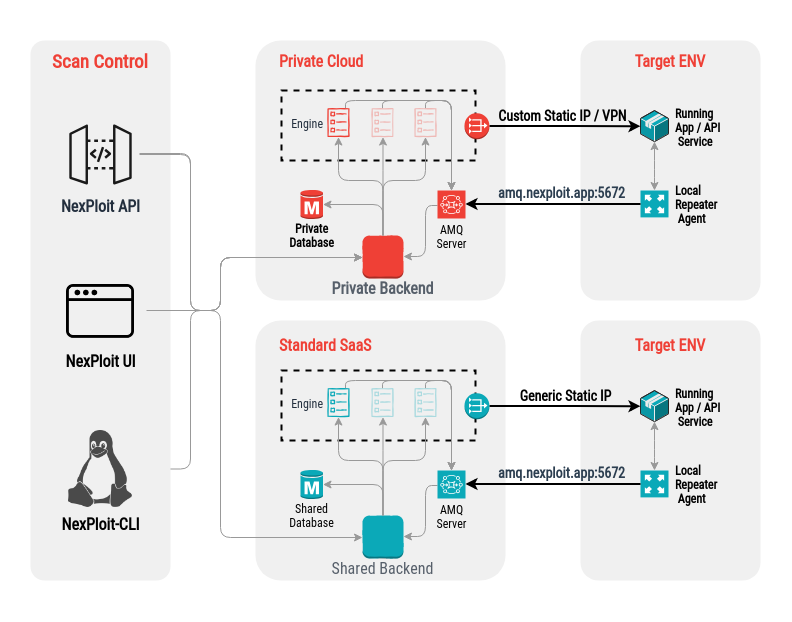 Scan Control
NexPloit API
NexPloit UI
NexPloit-CLI
Private Cloud
Engine
M
Private
Database
AMQ
Server
Private Backend
Custom Static IP / VPN
amq.nexploit.app:5672
Target ENV
Running
App / API
Service
Local
Repeater
Agent
Standard SaaS
Engine
M
Shared
Database
AMQ
Server
Shared Backend
Generic Static IP
amq.nexploit.app:5672
Target ENV
Running
App / API
Service
Local
Repeater
Agent